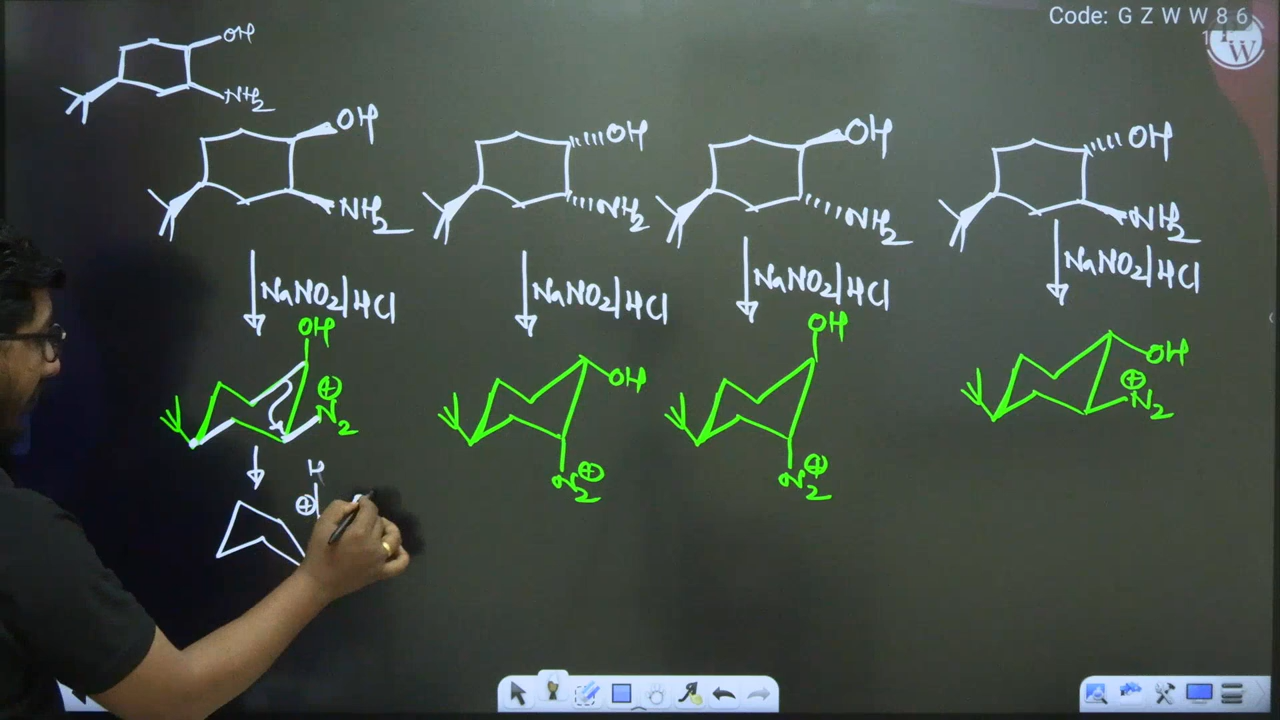 Code: G Z W W 8 6
1
W
OH
NH2
OH
NH2
OH
NH2
OH
NH2
OH
NH2
NaNO2/HCl
NaNO2/HCl
NaNO2/HCl
NaNO2/HCl
OH
⊕
N2
OH
N2⊕
OH
N2⊕
OH
⊕
N2
H
⊕